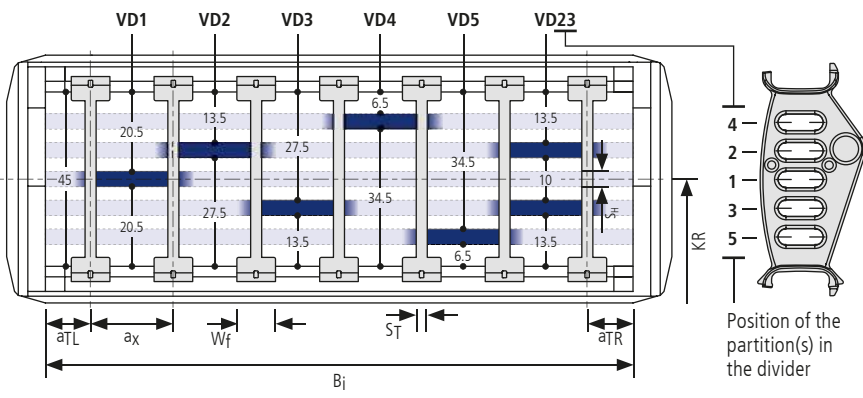 VD1 VD2 VD3 VD4 VD5 VD23
6.5
13.5 13.5
20.5 27.5
34.5
45 10
34.5
20.5 27.5 HS
13.5 13.5
6.5
KR
4
2
1
3
5
aTL ax Wf ST aTR
Bi
Position of the
partition(s) in
the divider